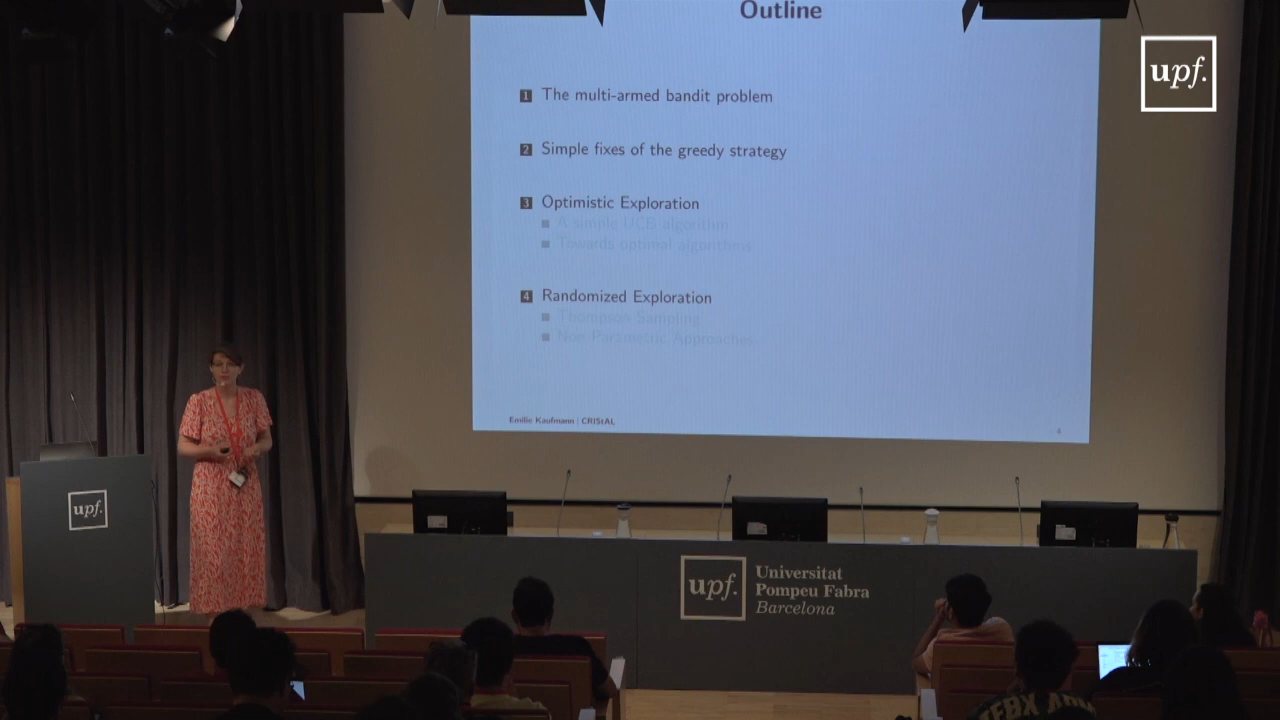 Outline
upf.
1 The multi-armed bandit problem
2 Simple fixes of the greedy strategy
3 Optimistic Exploration
A simple UCB algorithm
Towards optimal algorithms
4 Randomized Exploration
Thompson Sampling
Non Parametric Approaches
Emilie Kaufmann | CRIStAL
4
upf.
upf.
Universitat
Pompeu Fabra
Barcelona